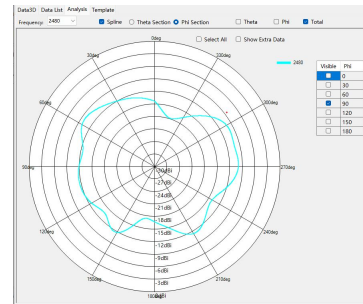 Data3D Data List Analysis Template
Frequency: 2480 Spline Theta Section Phi Section Theta Phi Total
Select All Show Extra Data
2480
Visible Phi
0
30
60
90
120
150
180
0deg
30deg
330deg
60deg
300deg
90deg
270deg
120deg
240deg
150deg
210deg
180deg
-30dBi
-27dBi
-24dBi
-21dBi
-18dBi
-15dBi
-12dBi
-9dBi
-6dBi
-3dBi
0dBi